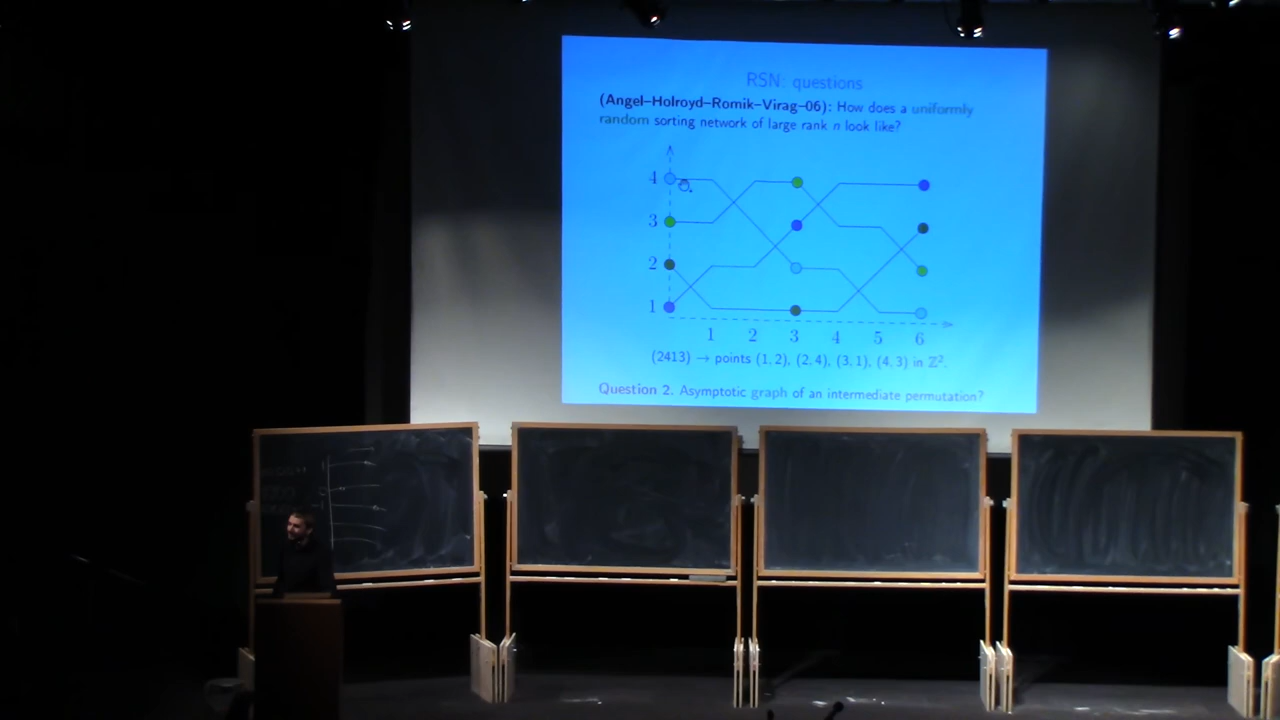 RSN: questions
(Angel–Holroyd–Romik–Virag–06): How does a uniformly
random sorting network of large rank n look like?
4
3
2
1
1 2 3 4 5 6
(2413) → points (1, 2), (2, 4), (3, 1), (4, 3) in ℤ².
Question 2. Asymptotic graph of an intermediate permutation?